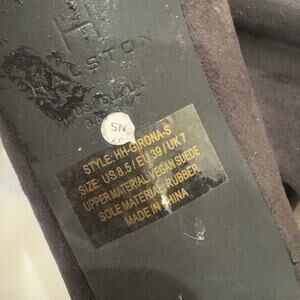 H
HALSTON
SN
STYLE: HH-GIRONA-S
SIZE: US 8.5 / EU 39 / UK 7
UPPER MATERIAL: VEGAN SUEDE
SOLE MATERIAL: RUBBER
MADE IN CHINA